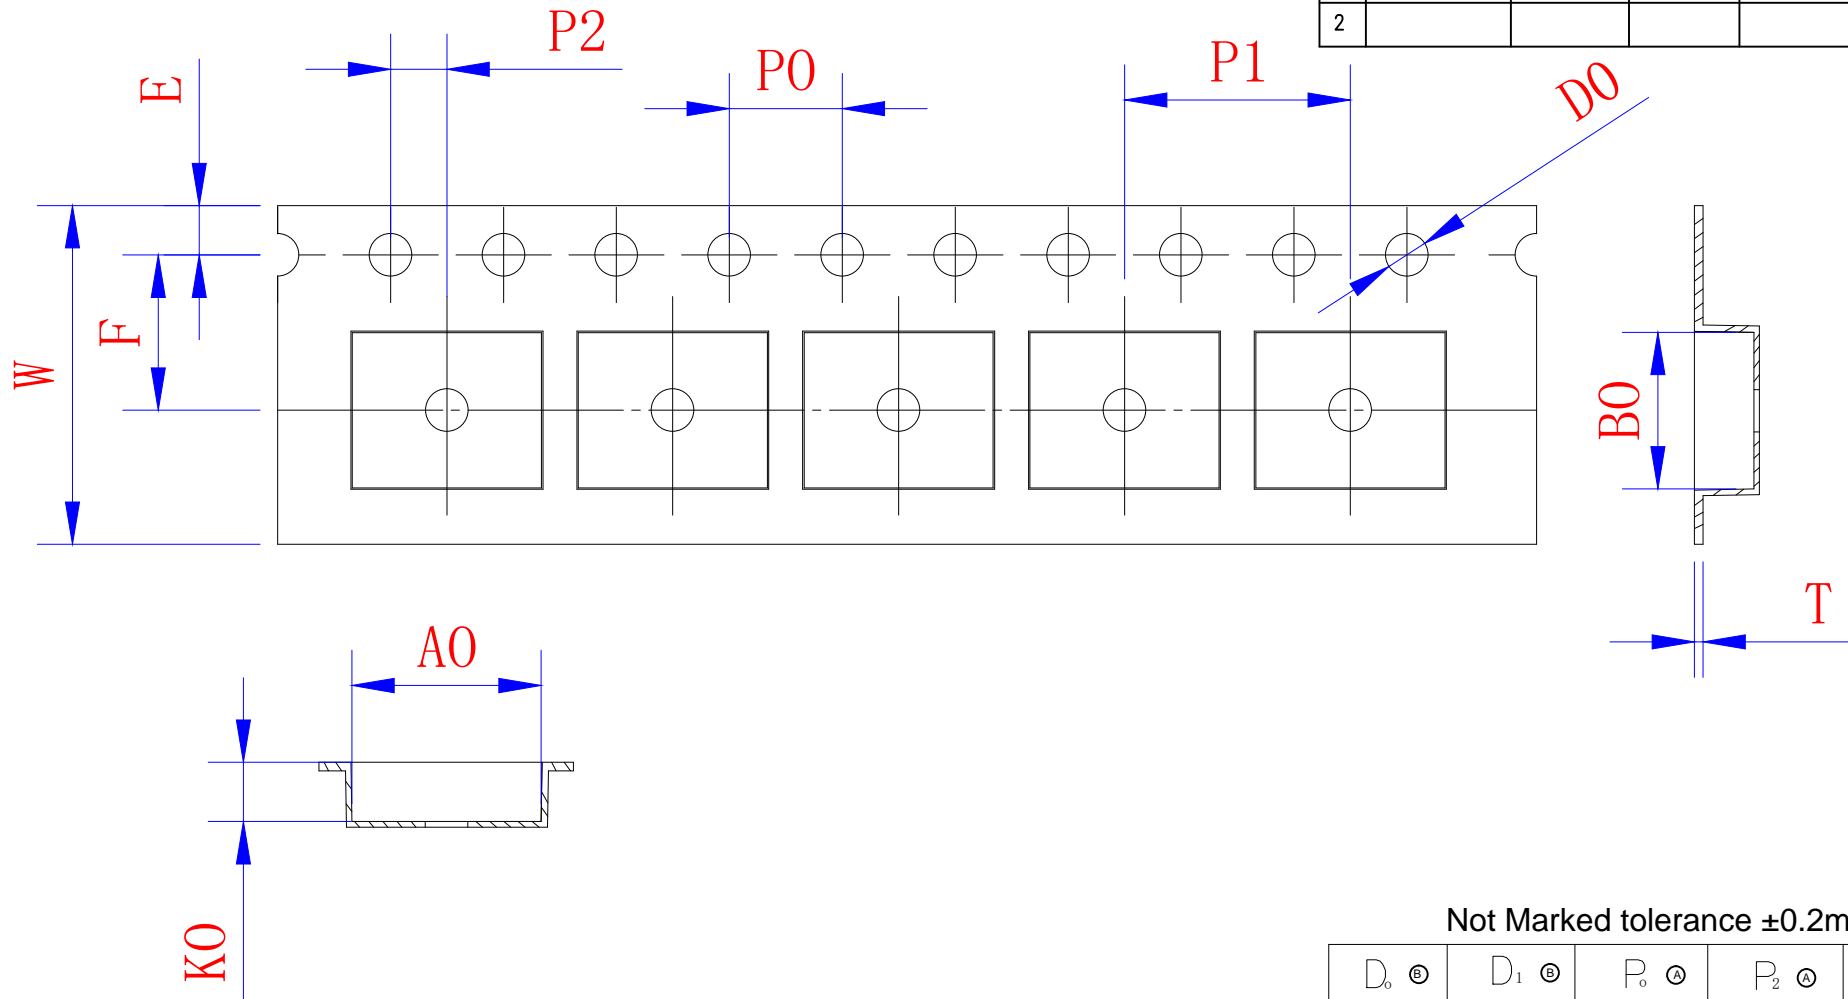 2
P2
P0
P1
D0
E
F
W
B0
T
A0
K0
Not Marked tolerance ±0.2m
D₀ Ⓑ D₁ Ⓑ P₀ Ⓐ P₂ Ⓐ